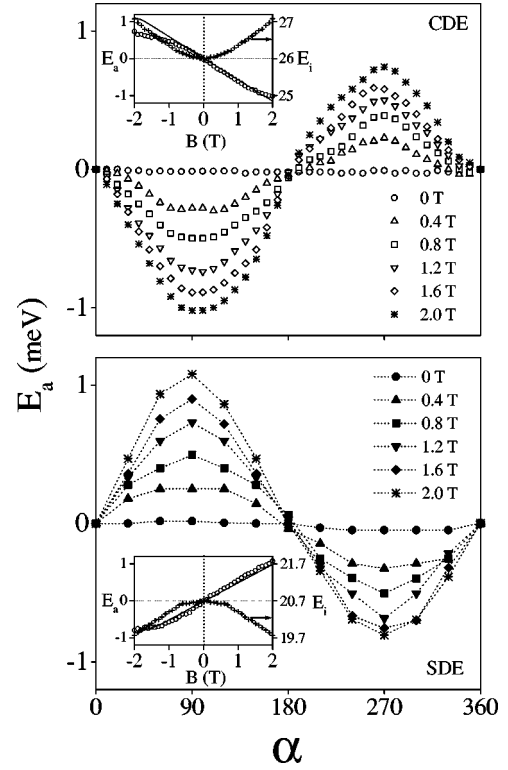 1
CDE
1
0
-1
E_a
27
26
25
E_i
-2 -1 0 1 2
B (T)
0
0 T
0.4 T
0.8 T
1.2 T
1.6 T
2.0 T
-1
E_a (meV)
1
0 T
0.4 T
0.8 T
1.2 T
1.6 T
2.0 T
0
1
0
-1
E_a
21.7
20.7
19.7
E_i
-2 -1 0 1 2
B (T)
-1
SDE
0 90 180 270 360
α